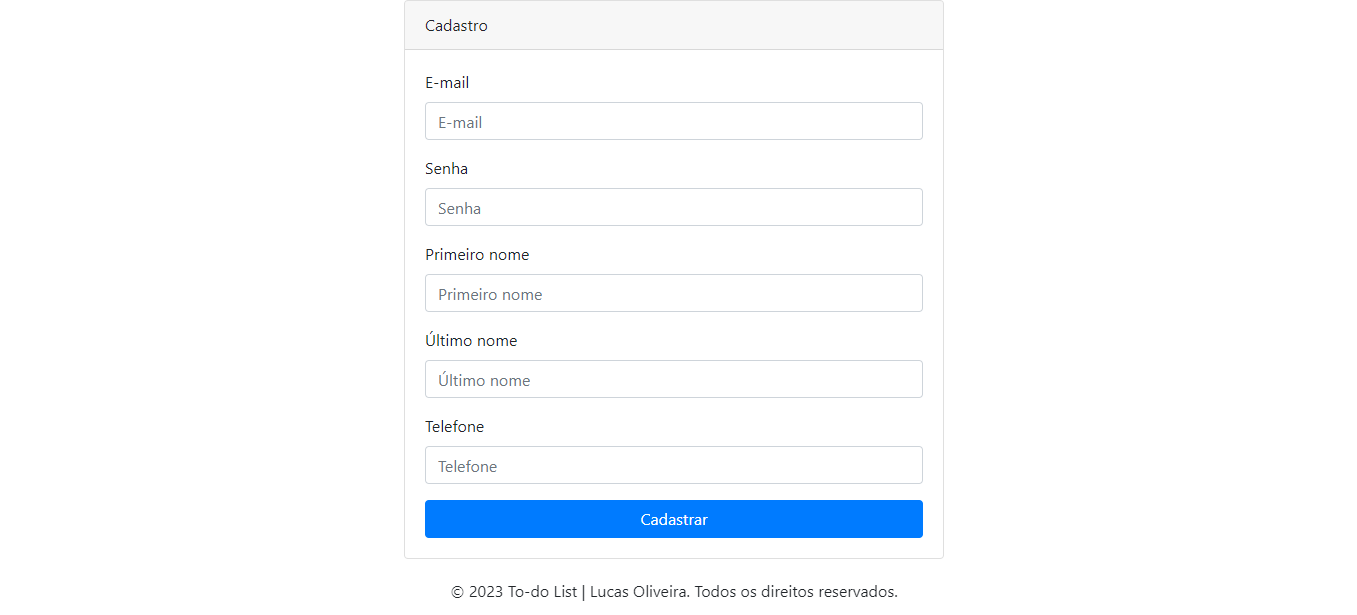 Cadastro
E-mail
E-mail
Senha
Senha
Primeiro nome
Primeiro nome
Último nome
Último nome
Telefone
Telefone
Cadastrar
© 2023 To-do List | Lucas Oliveira. Todos os direitos reservados.